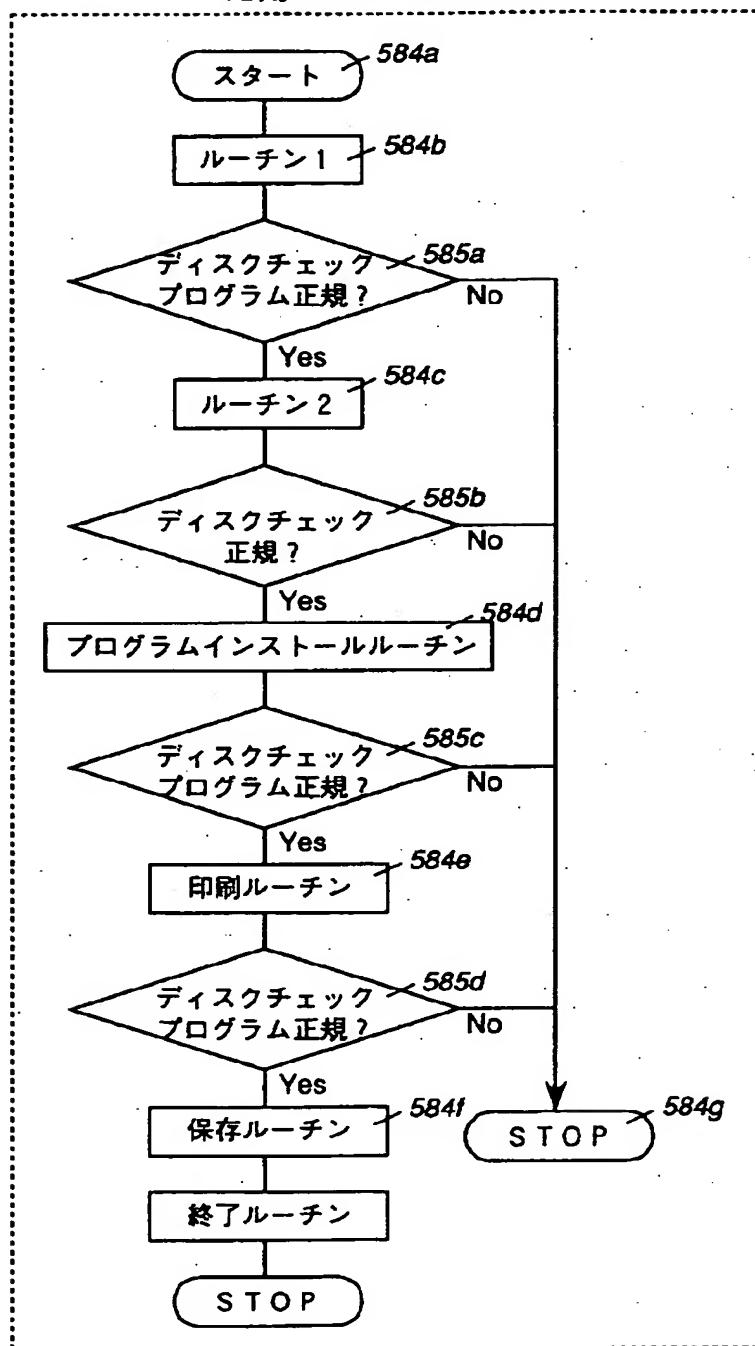 スタート
584a
ルーチン1
584b
ディスクチェック
プログラム正規?
585a
No
Yes
ルーチン2
584c
ディスクチェック
正規?
585b
No
Yes
プログラムインストールルーチン
584d
ディスクチェック
プログラム正規?
585c
No
Yes
印刷ルーチン
584e
ディスクチェック
プログラム正規?
585d
No
Yes
保存ルーチン
584f
STOP
584g
終了ルーチン
STOP